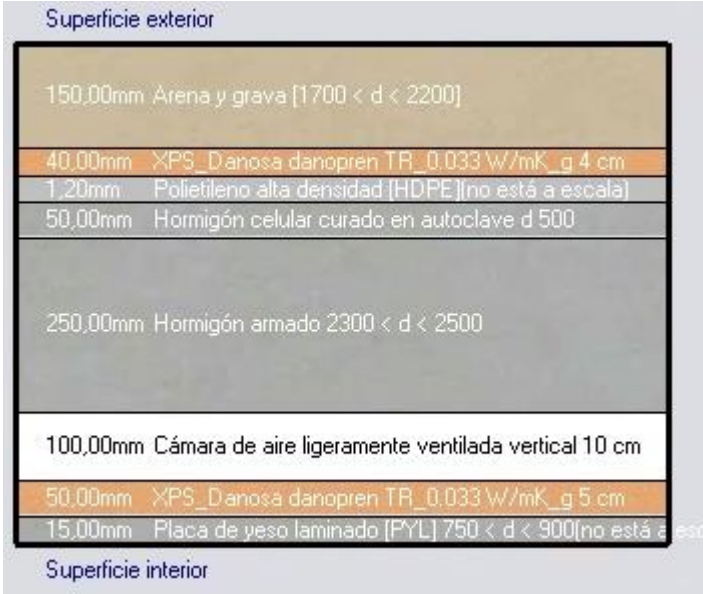 Superficie exterior
150,00mm Arena y grava [1700 < d < 2200]
40,00mm XPS_Danosa danopren TR_0.033 W/mK_g 4 cm
1,20mm Polietileno alta densidad [HDPE](no está a escala)
50,00mm Hormigón celular curado en autoclave d 500
250,00mm Hormigón armado 2300 < d < 2500
100,00mm Cámara de aire ligeramente ventilada vertical 10 cm
50,00mm XPS_Danosa danopren TR_0.033 W/mK_g 5 cm
15,00mm Placa de yeso laminado [PYL] 750 < d < 900(no está a esc
Superficie interior